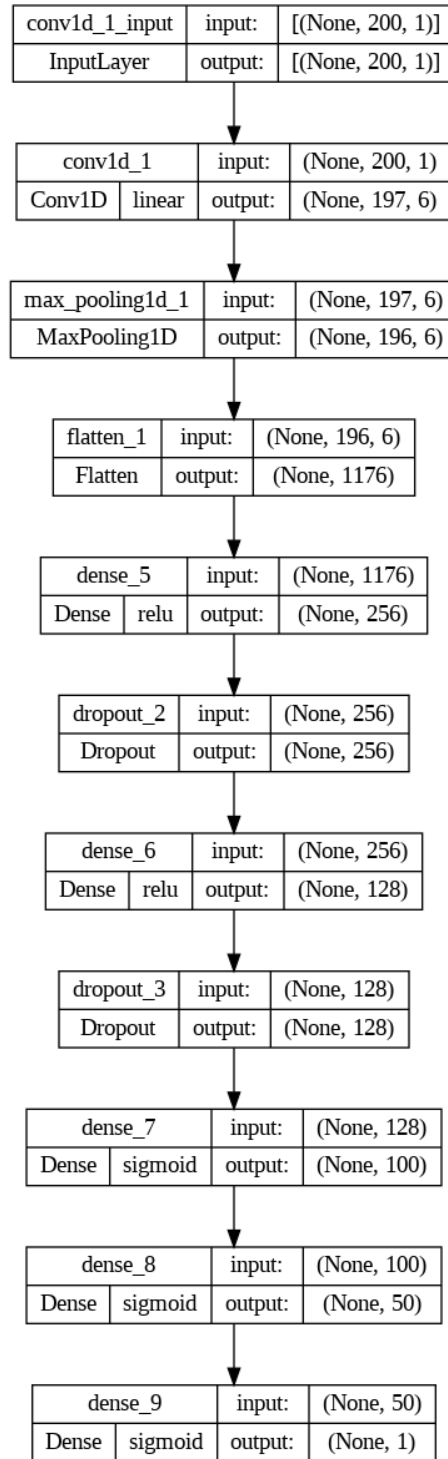 conv1d_1_input input: [(None, 200, 1)]
InputLayer output: [(None, 200, 1)]
conv1d_1 input: (None, 200, 1)
Conv1D linear output: (None, 197, 6)
max_pooling1d_1 input: (None, 197, 6)
MaxPooling1D output: (None, 196, 6)
flatten_1 input: (None, 196, 6)
Flatten output: (None, 1176)
dense_5 input: (None, 1176)
Dense relu output: (None, 256)
dropout_2 input: (None, 256)
Dropout output: (None, 256)
dense_6 input: (None, 256)
Dense relu output: (None, 128)
dropout_3 input: (None, 128)
Dropout output: (None, 128)
dense_7 input: (None, 128)
Dense sigmoid output: (None, 100)
dense_8 input: (None, 100)
Dense sigmoid output: (None, 50)
dense_9 input: (None, 50)
Dense sigmoid output: (None, 1)